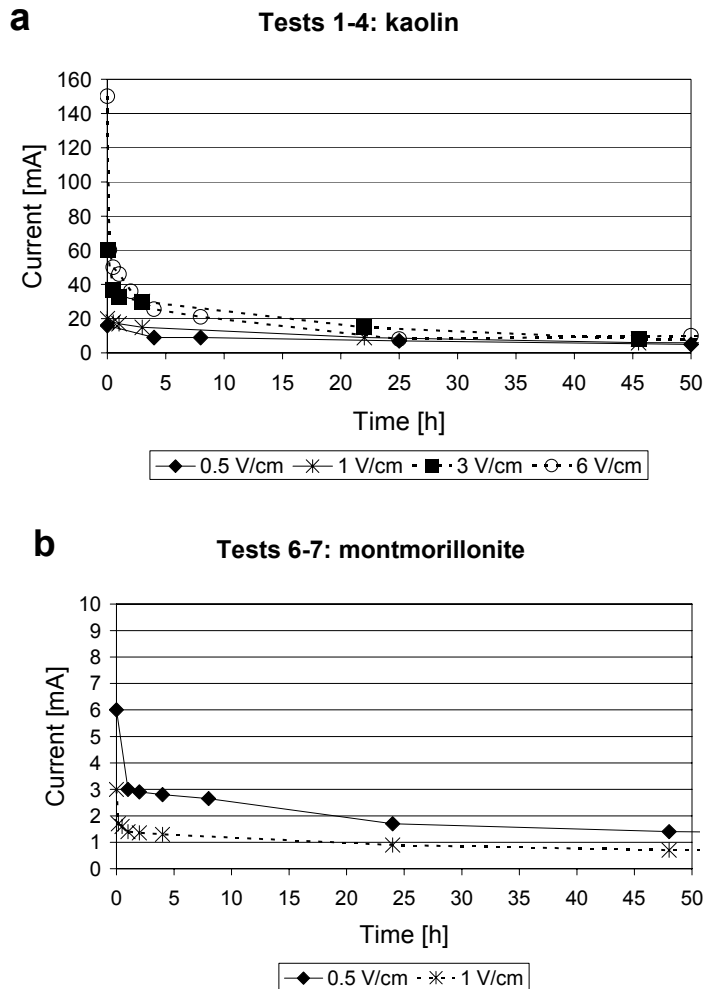 a
Tests 1-4: kaolin
160
140
120
100
80
60
40
20
0
Current [mA]
0 5 10 15 20 25 30 35 40 45 50
Time [h]
0.5 V/cm 1 V/cm 3 V/cm 6 V/cm
b
Tests 6-7: montmorillonite
10
9
8
7
6
5
4
3
2
1
0
Current [mA]
0 5 10 15 20 25 30 35 40 45 50
Time [h]
0.5 V/cm 1 V/cm